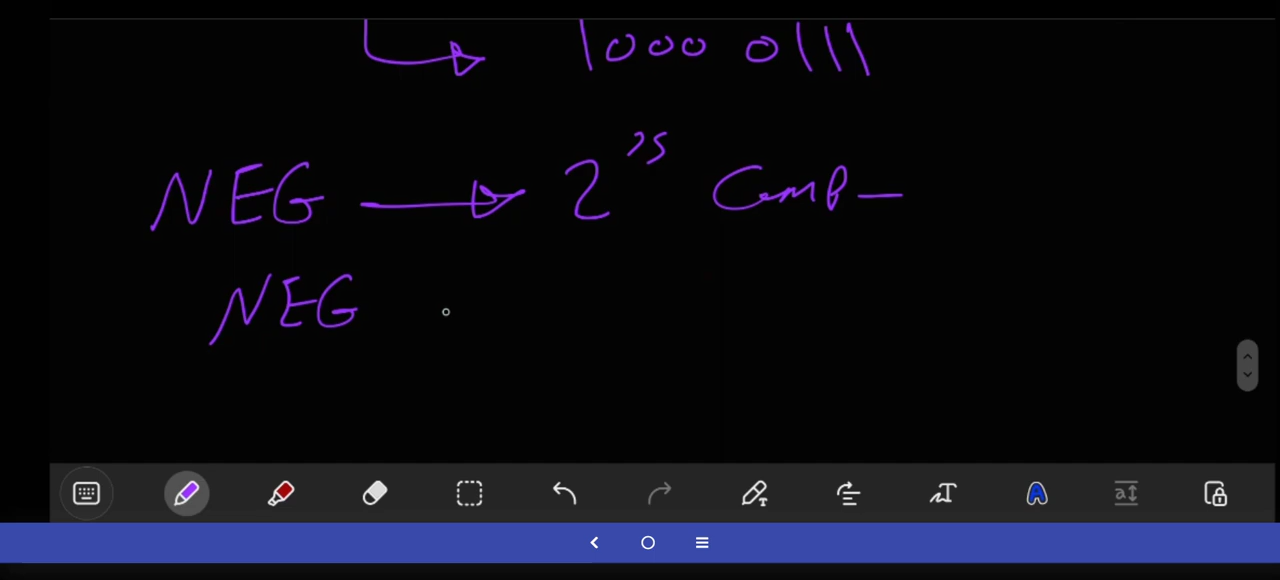 1000 0111
NEG → 2's Comp-
NEG